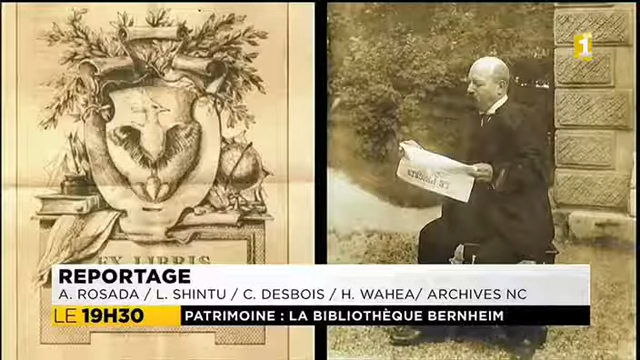 1
EX LIBRIS
REPORTAGE
A. ROSADA / L. SHINTU / C. DESBOIS / H. WAHEA/ ARCHIVES NC
LE 19H30
PATRIMOINE : LA BIBLIOTHÈQUE BERNHEIM